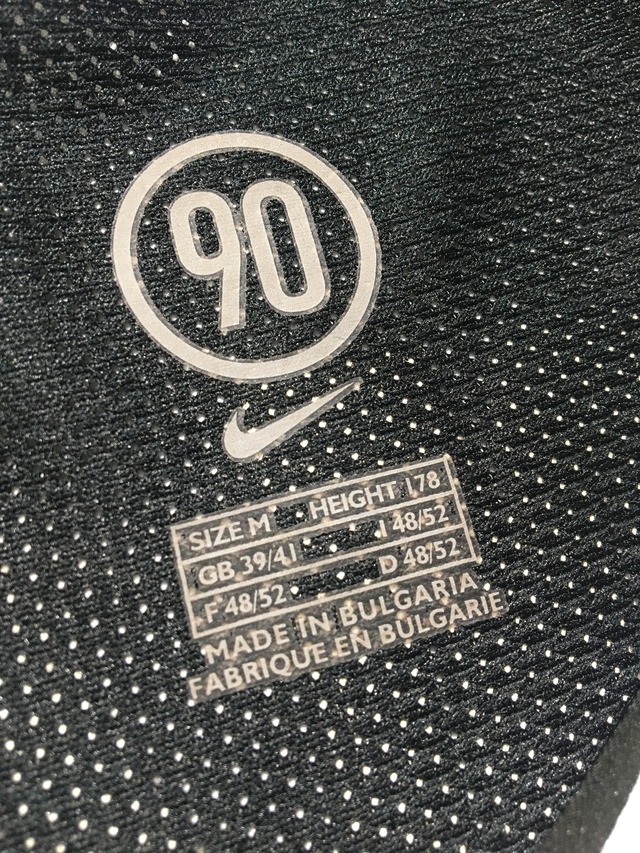 90
SIZE M HEIGHT 178
GB 39/41 I 48/52
F 48/52 D 48/52
MADE IN BULGARIA
FABRIQUE EN BULGARIE